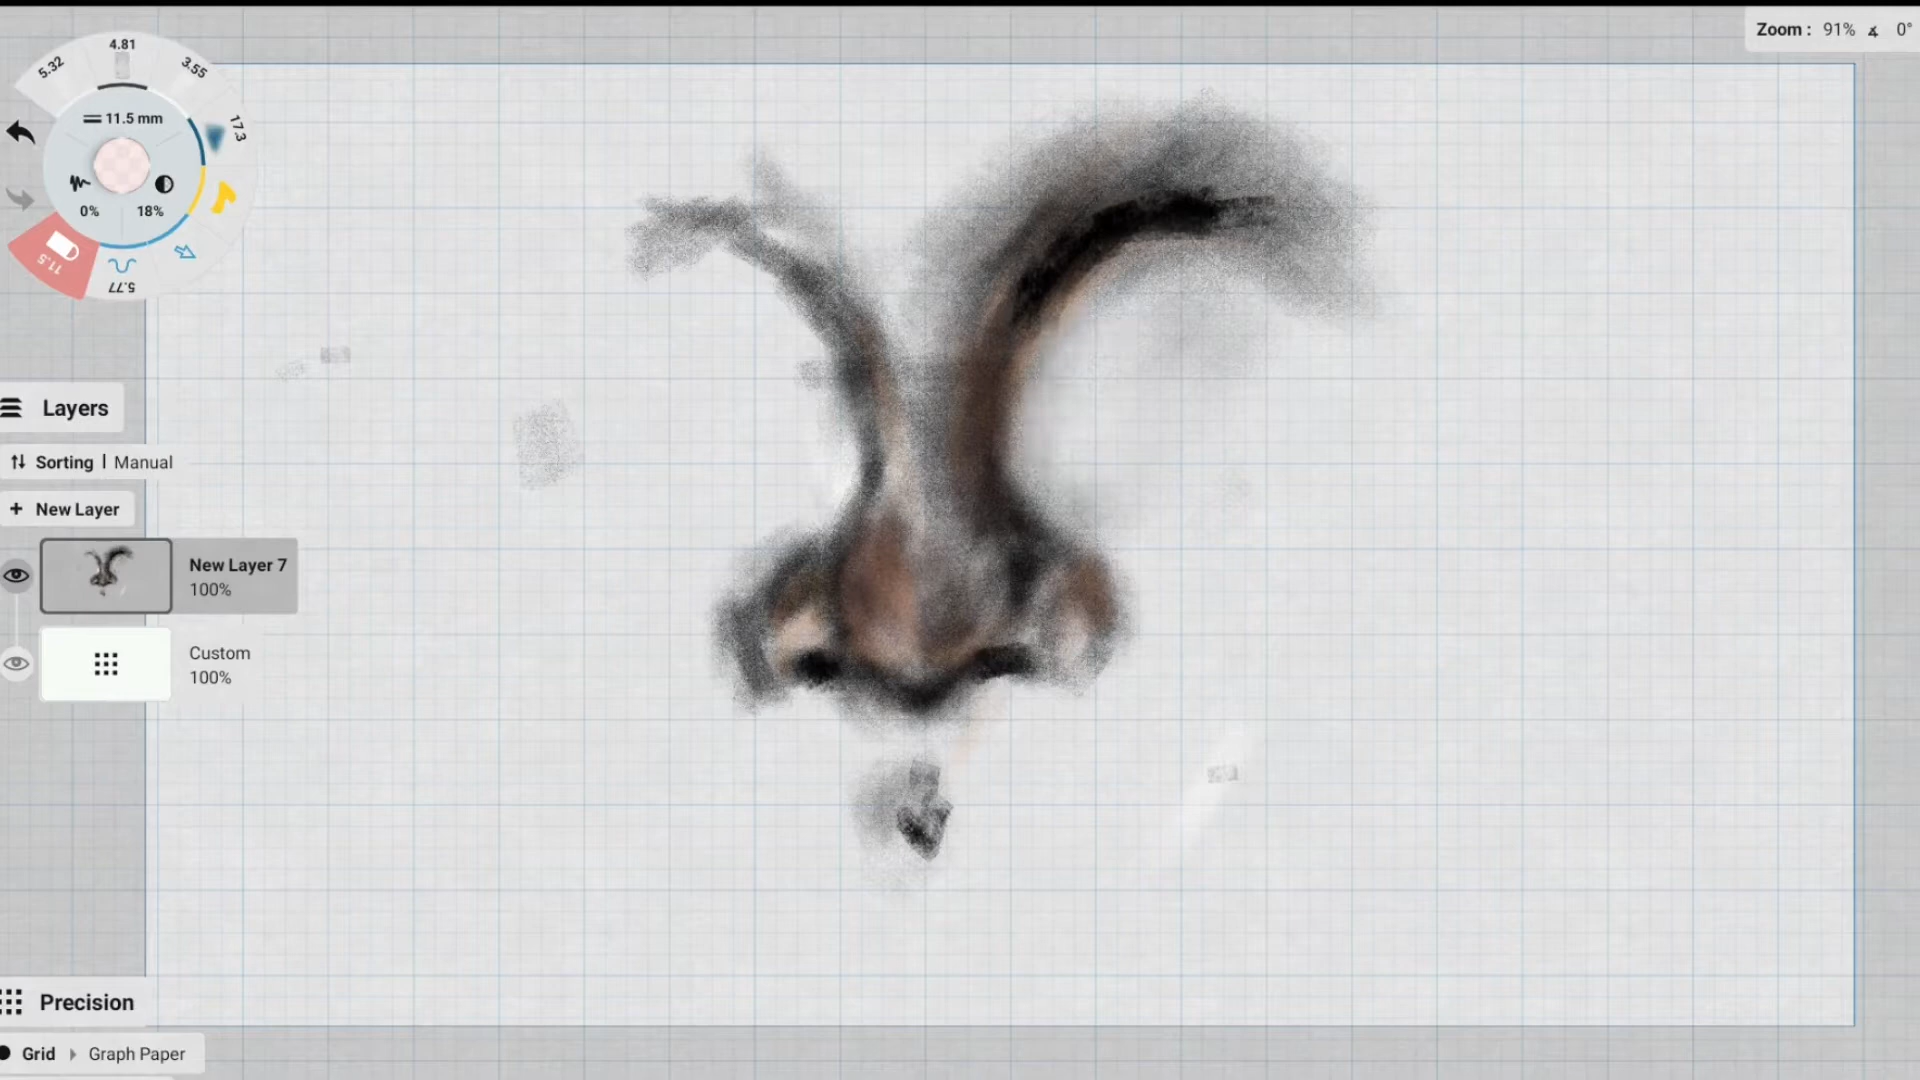 Zoom : 91% 0°
4.81
5.32
3.55
17.3
11.5 mm
0%
18%
11.5
5.77
Layers
Sorting | Manual
+ New Layer
New Layer 7
100%
Custom
100%
Precision
Grid
Graph Paper